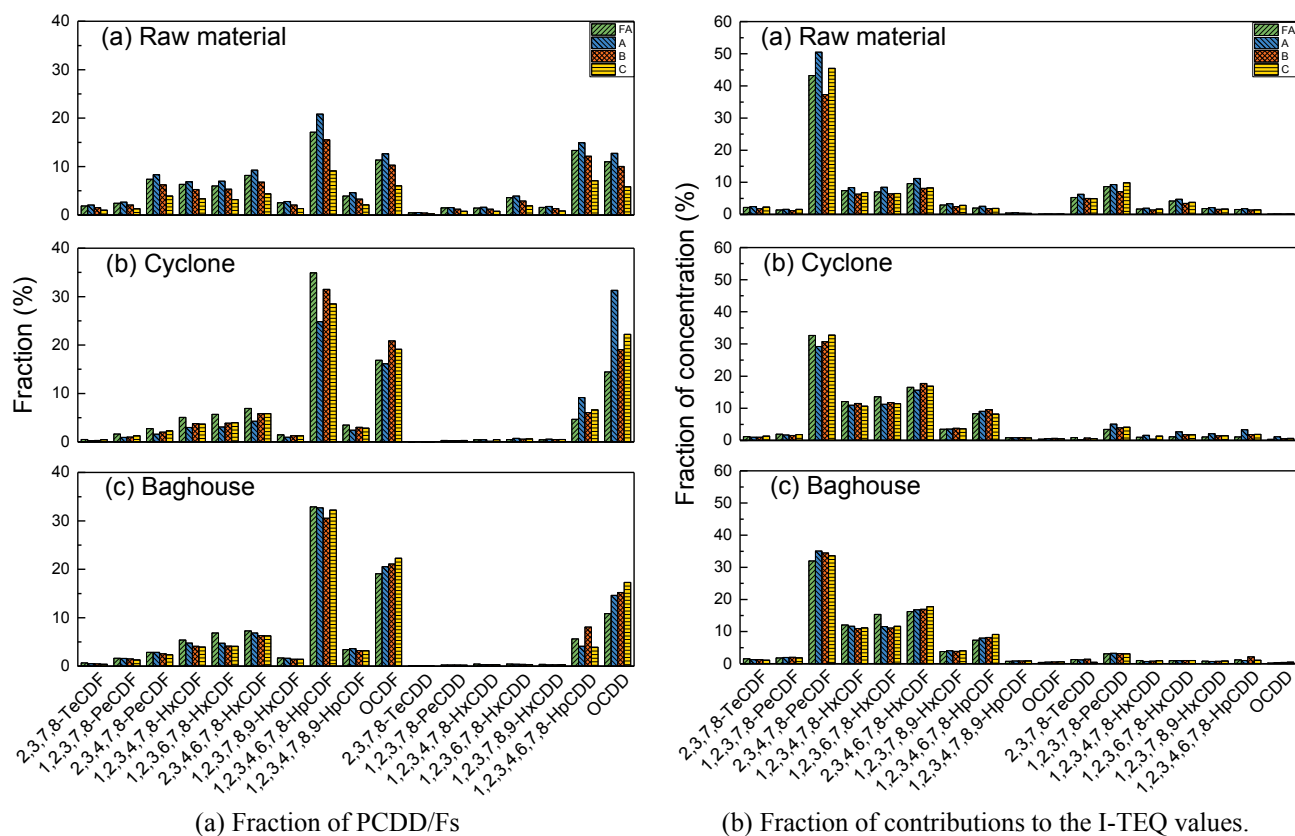 (a) Raw material
FA
A
B
C
40
30
20
10
0
(b) Cyclone
40
30
20
10
0
(c) Baghouse
40
30
20
10
0
Fraction (%)
2,3,7,8-TeCDF
1,2,3,7,8-PeCDF
2,3,4,7,8-PeCDF
1,2,3,4,7,8-HxCDF
1,2,3,6,7,8-HxCDF
2,3,4,6,7,8-HxCDF
1,2,3,7,8,9-HxCDF
1,2,3,4,6,7,8-HpCDF
1,2,3,4,7,8,9-HpCDF
OCDF
2,3,7,8-TeCDD
1,2,3,7,8-PeCDD
1,2,3,4,7,8-HxCDD
1,2,3,6,7,8-HxCDD
1,2,3,7,8,9-HxCDD
1,2,3,4,6,7,8-HpCDD
OCDD
(a) Fraction of PCDD/Fs
(a) Raw material
FA
A
B
C
60
50
40
30
20
10
0
(b) Cyclone
60
50
40
30
20
10
0
(c) Baghouse
60
50
40
30
20
10
0
Fraction of concentration (%)
2,3,7,8-TeCDF
1,2,3,7,8-PeCDF
2,3,4,7,8-PeCDF
1,2,3,4,7,8-HxCDF
1,2,3,6,7,8-HxCDF
2,3,4,6,7,8-HxCDF
1,2,3,7,8,9-HxCDF
1,2,3,4,6,7,8-HpCDF
1,2,3,4,7,8,9-HpCDF
OCDF
2,3,7,8-TeCDD
1,2,3,7,8-PeCDD
1,2,3,4,7,8-HxCDD
1,2,3,6,7,8-HxCDD
1,2,3,7,8,9-HxCDD
1,2,3,4,6,7,8-HpCDD
OCDD
(b) Fraction of contributions to the I-TEQ values.